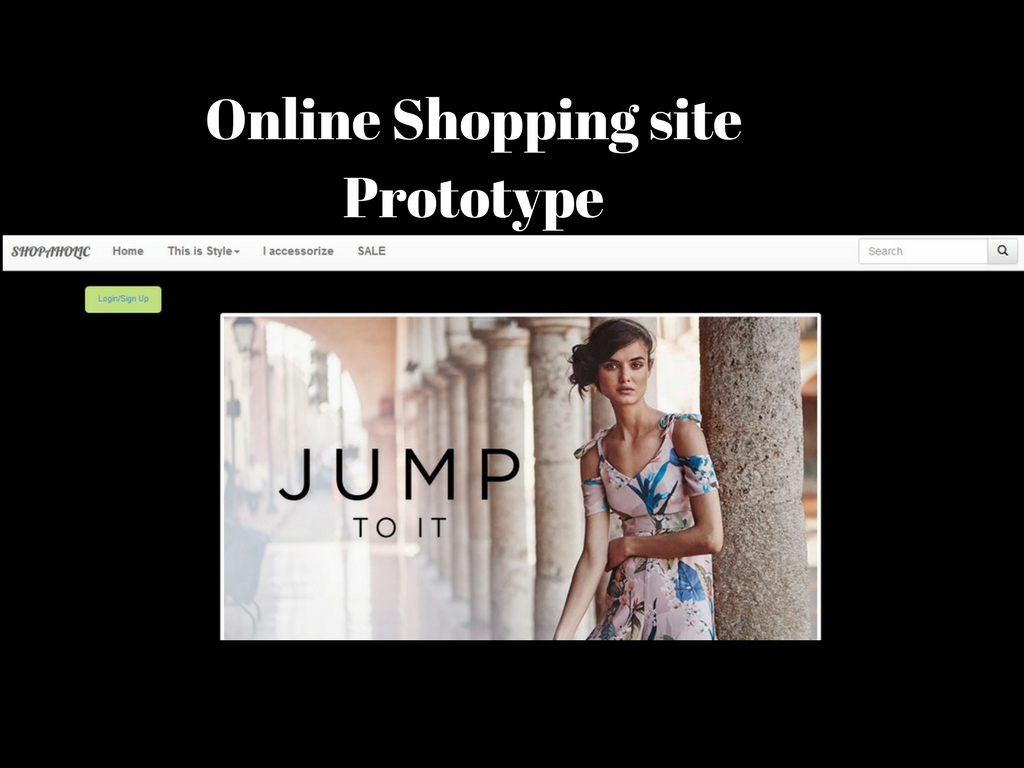 Online Shopping site
Prototype
SHOPAHOLIC Home This is Style I accessorize SALE Search
Login/Sign Up
JUMP
TO IT